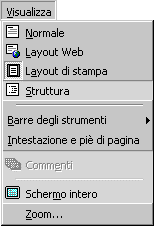 Visualizza
Normale
Layout Web
Layout di stampa
Struttura
Barre degli strumenti
Intestazione e piè di pagina
Commenti
Schermo intero
Zoom...